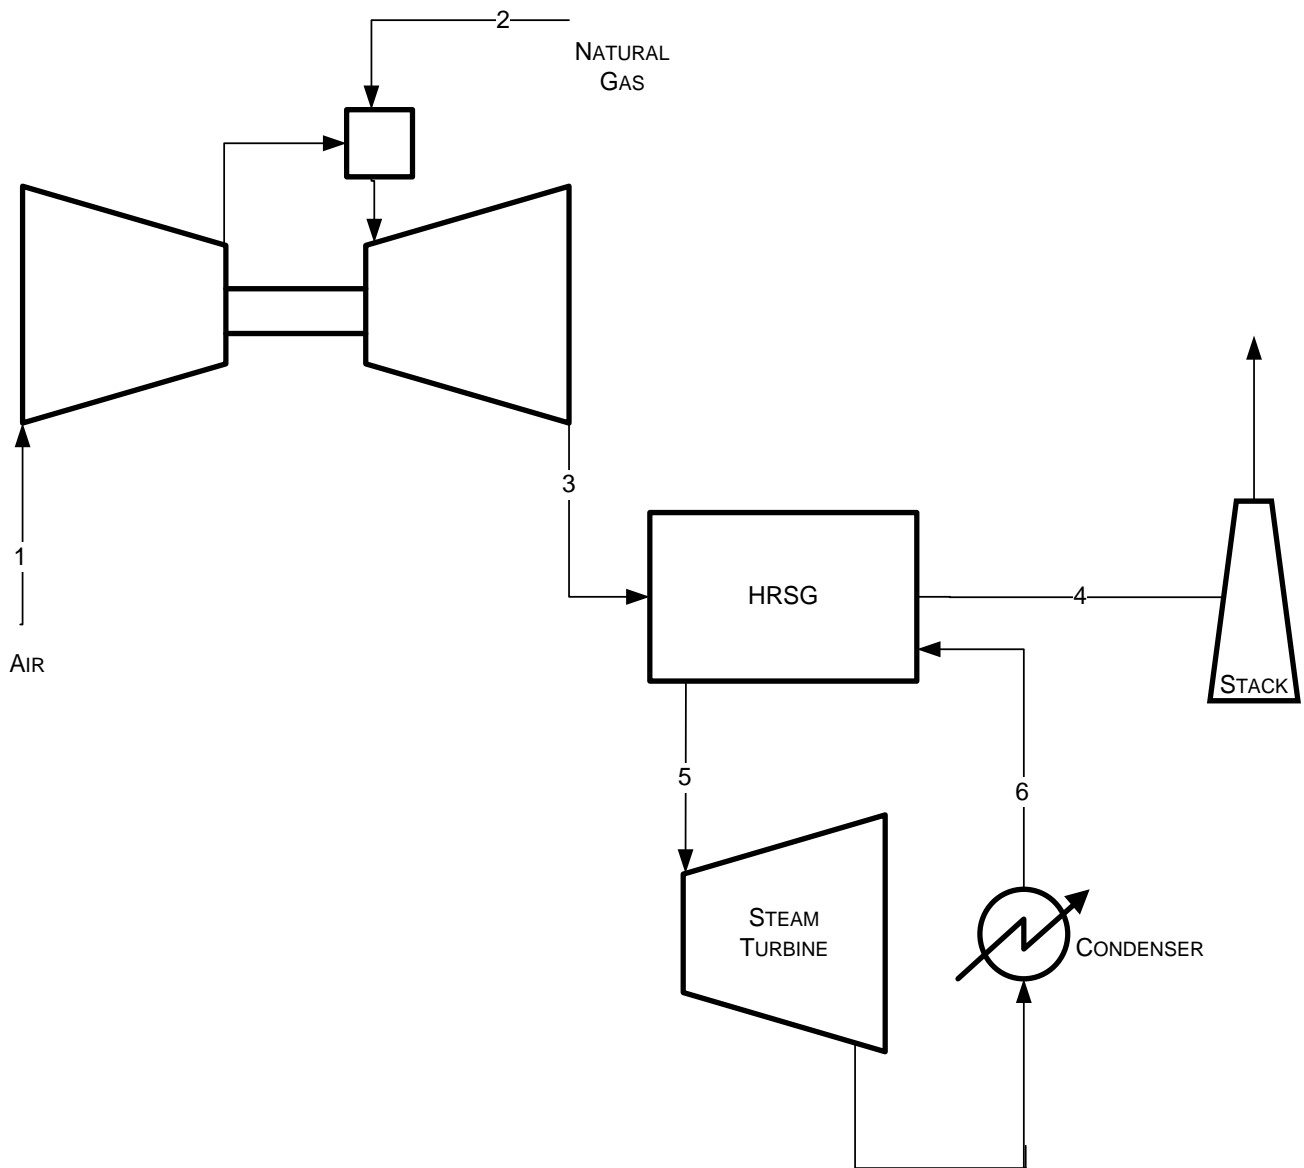 2
NATURAL
GAS
3
1
HRSG
4
AIR
STACK
5
6
STEAM
TURBINE
CONDENSER